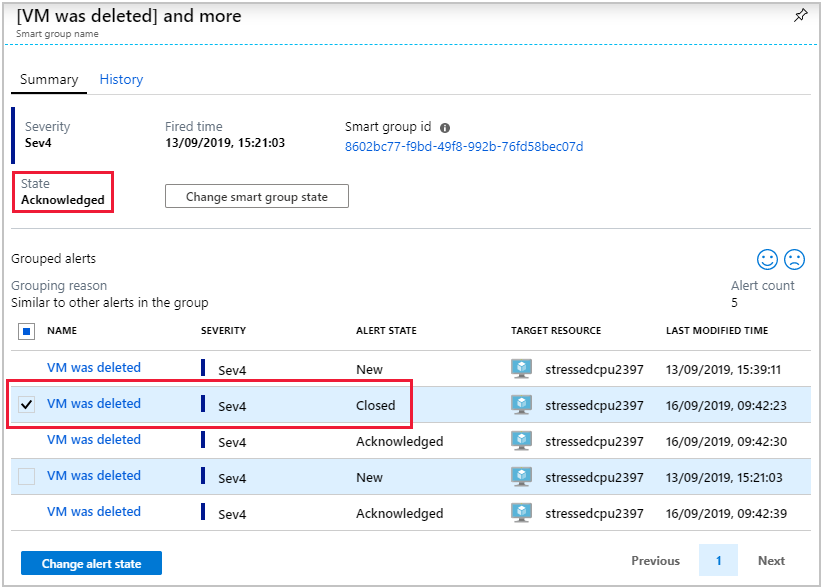 [VM was deleted] and more
Smart group name
Summary History
Severity Fired time Smart group id
Sev4 13/09/2019, 15:21:03 8602bc77-f9bd-49f8-992b-76fd58bec07d
State
Acknowledged Change smart group state
Grouped alerts
Grouping reason Alert count
Similar to other alerts in the group 5
NAME SEVERITY ALERT STATE TARGET RESOURCE LAST MODIFIED TIME
VM was deleted Sev4 New stressedcpu2397 13/09/2019, 15:39:11
VM was deleted Sev4 Closed stressedcpu2397 16/09/2019, 09:42:23
VM was deleted Sev4 Acknowledged stressedcpu2397 16/09/2019, 09:42:30
VM was deleted Sev4 New stressedcpu2397 13/09/2019, 15:21:03
VM was deleted Sev4 Acknowledged stressedcpu2397 16/09/2019, 09:42:39
Change alert state Previous 1 Next